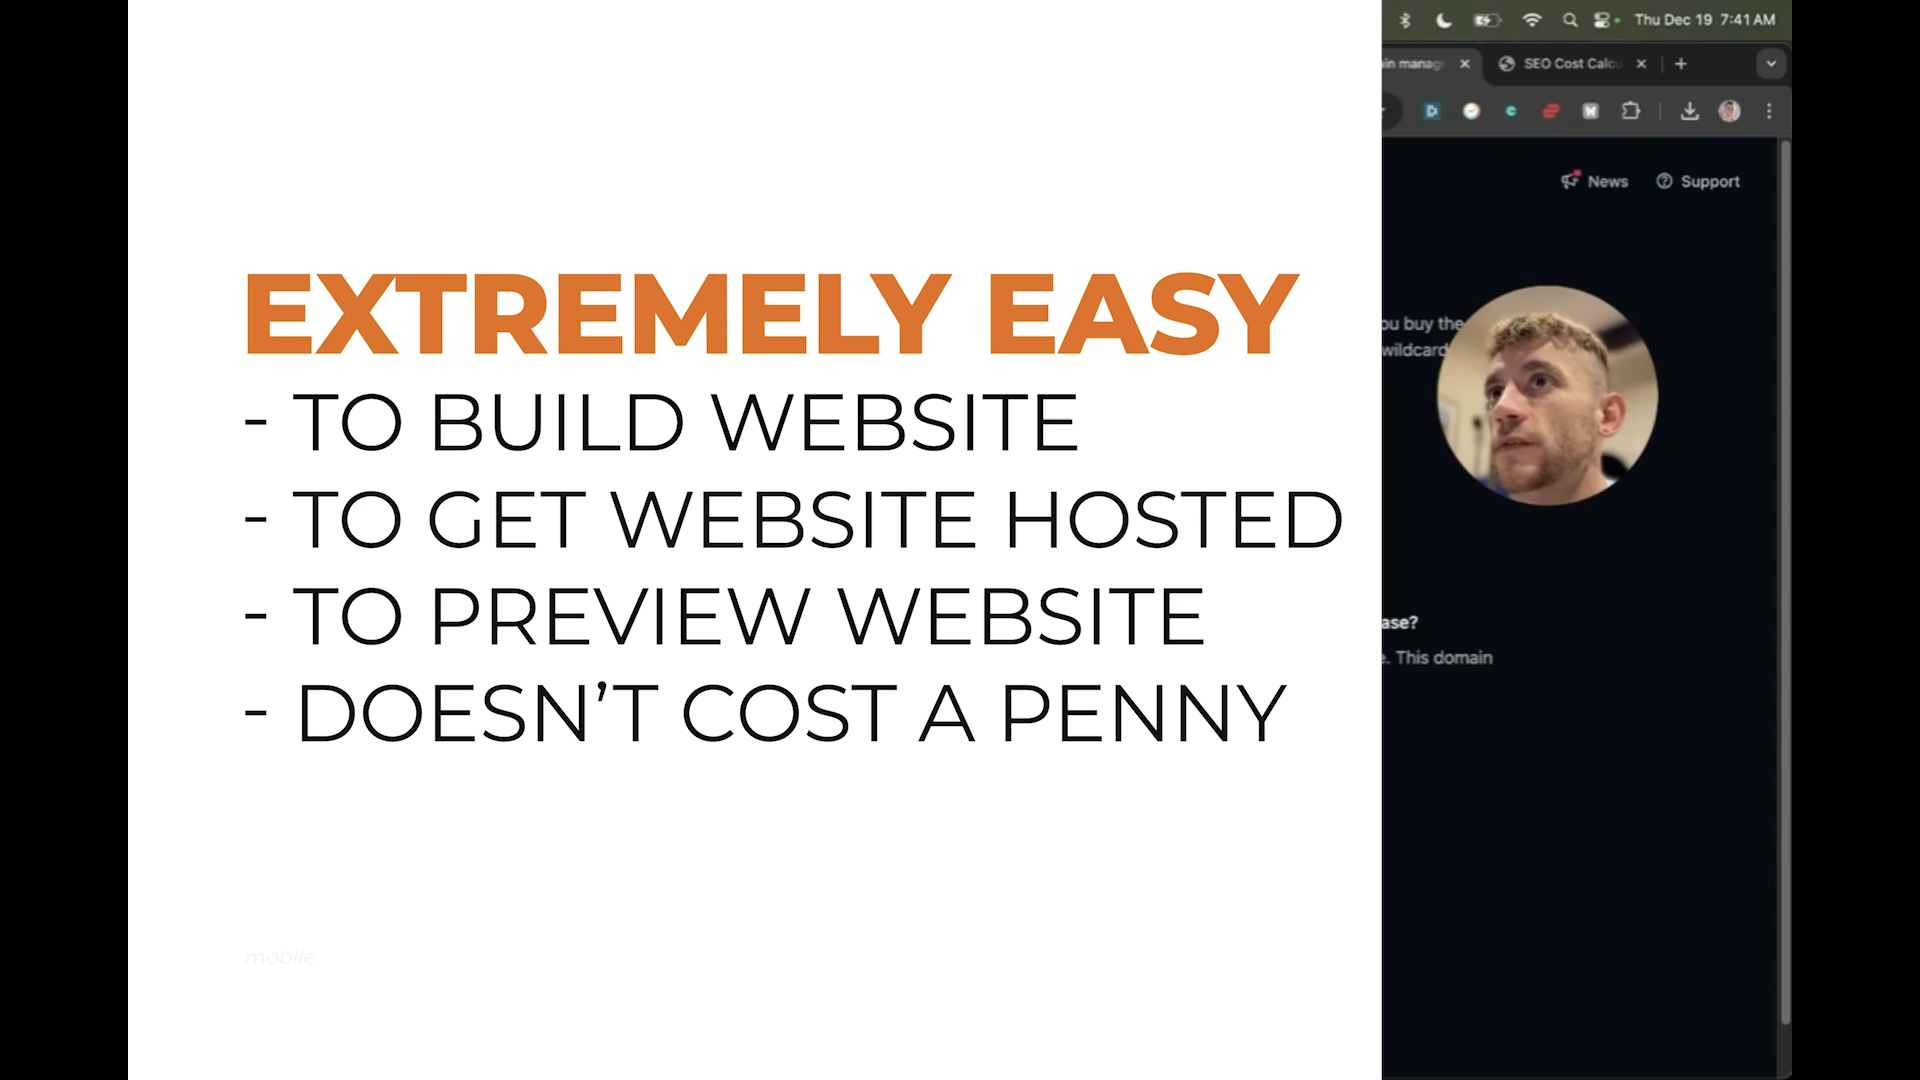 Thu Dec 19 7:41 AM
SEO Cost Calc
News
Support
EXTREMELY EASY
- TO BUILD WEBSITE
- TO GET WEBSITE HOSTED
- TO PREVIEW WEBSITE
- DOESN’T COST A PENNY
mobile
ou buy the
wildcard
ase?
e. This domain